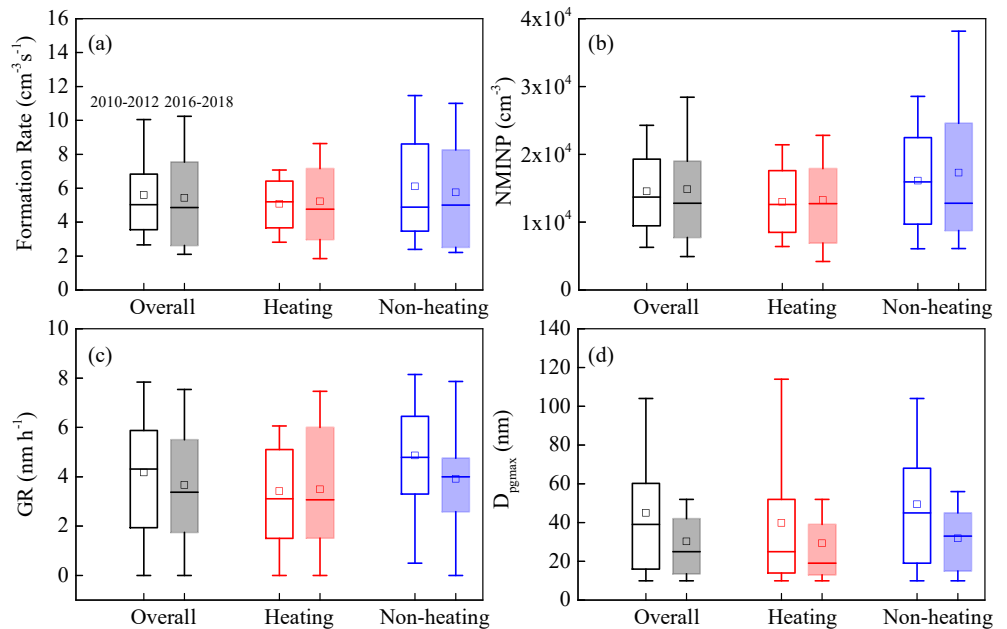 (a)
Formation Rate (cm⁻³s⁻¹)
16
14
12
10
8
6
4
2
0
2010-2012 2016-2018
Overall Heating Non-heating
(b)
NMINP (cm⁻³)
4x10⁴
3x10⁴
2x10⁴
1x10⁴
0
Overall Heating Non-heating
(c)
GR (nm h⁻¹)
10
8
6
4
2
0
Overall Heating Non-heating
(d)
D_pgmax (nm)
140
120
100
80
60
40
20
0
Overall Heating Non-heating